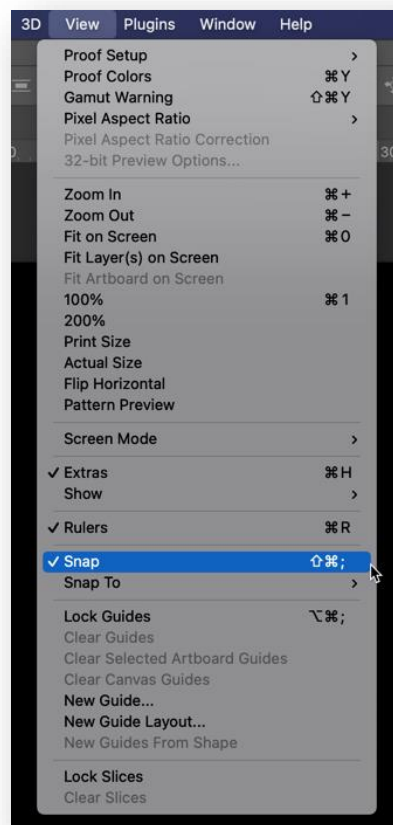 3D View Plugins Window Help
Proof Setup >
Proof Colors ⌘Y
Gamut Warning ⇧⌘Y
Pixel Aspect Ratio >
Pixel Aspect Ratio Correction
32-bit Preview Options...
Zoom In ⌘+
Zoom Out ⌘−
Fit on Screen ⌘0
Fit Layer(s) on Screen
Fit Artboard on Screen
100% ⌘1
200%
Print Size
Actual Size
Flip Horizontal
Pattern Preview
Screen Mode >
✓ Extras ⌘H
Show >
✓ Rulers ⌘R
✓ Snap ⇧⌘;
Snap To >
Lock Guides ⌥⌘;
Clear Guides
Clear Selected Artboard Guides
Clear Canvas Guides
New Guide...
New Guide Layout...
New Guides From Shape
Lock Slices
Clear Slices